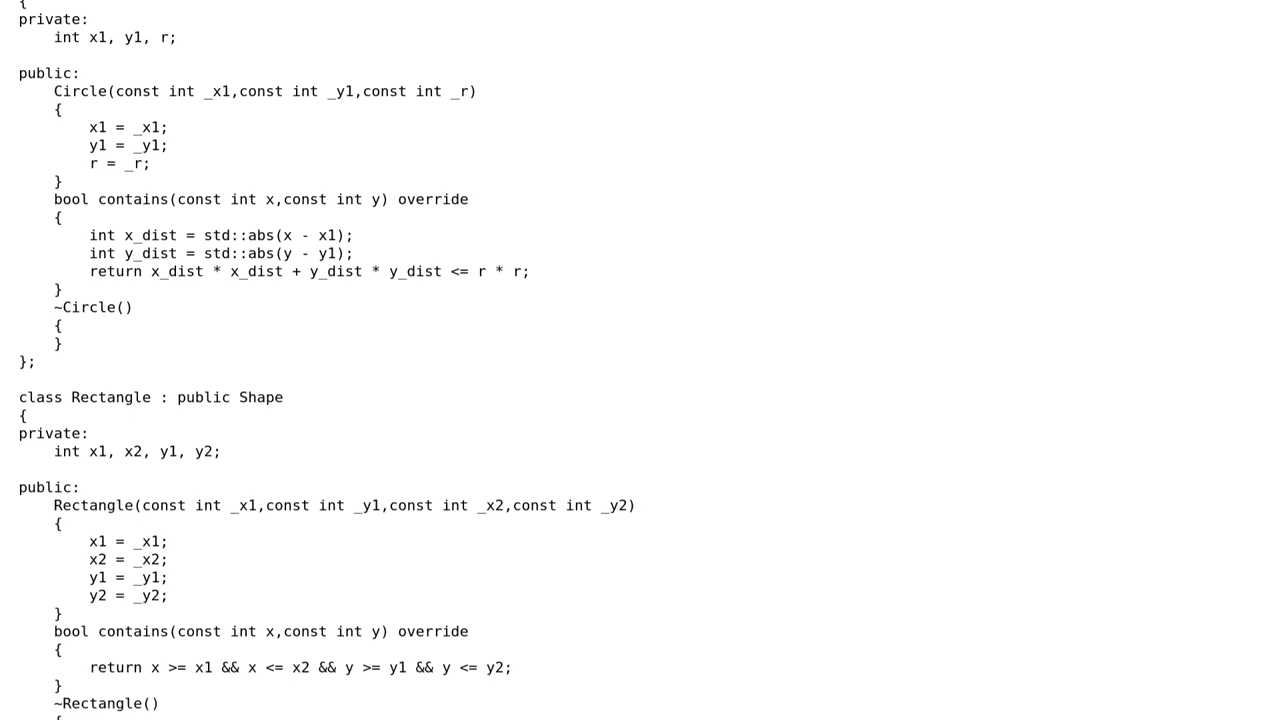 {
private:
    int x1, y1, r;

public:
    Circle(const int _x1,const int _y1,const int _r)
    {
        x1 = _x1;
        y1 = _y1;
        r = _r;
    }
    bool contains(const int x,const int y) override
    {
        int x_dist = std::abs(x - x1);
        int y_dist = std::abs(y - y1);
        return x_dist * x_dist + y_dist * y_dist <= r * r;
    }
    ~Circle()
    {
    }
};

class Rectangle : public Shape
{
private:
    int x1, x2, y1, y2;

public:
    Rectangle(const int _x1,const int _y1,const int _x2,const int _y2)
    {
        x1 = _x1;
        x2 = _x2;
        y1 = _y1;
        y2 = _y2;
    }
    bool contains(const int x,const int y) override
    {
        return x >= x1 && x <= x2 && y >= y1 && y <= y2;
    }
    ~Rectangle()
    {